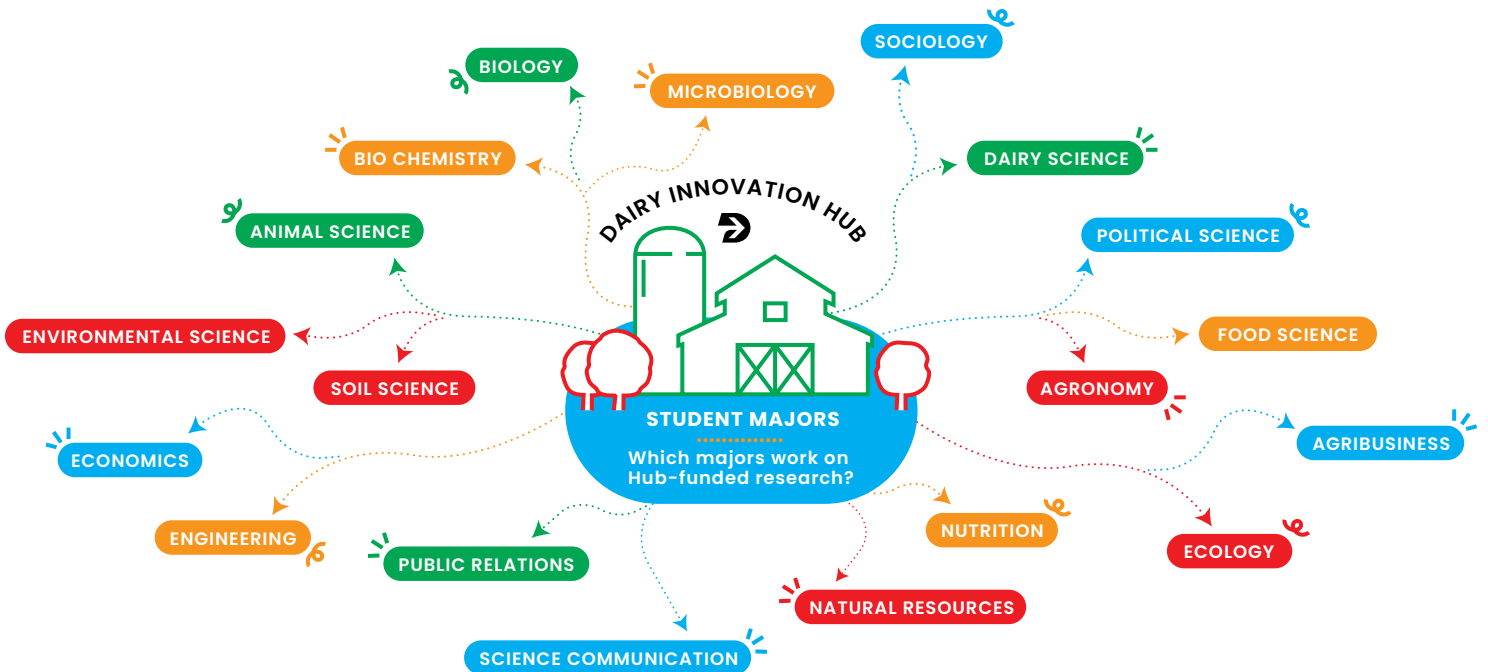 SOCIOLOGY
BIOLOGY
MICROBIOLOGY
BIO CHEMISTRY
DAIRY SCIENCE
DAIRY INNOVATION HUB
ANIMAL SCIENCE
POLITICAL SCIENCE
ENVIRONMENTAL SCIENCE
FOOD SCIENCE
SOIL SCIENCE
AGRONOMY
STUDENT MAJORS
Which majors work on
Hub-funded research?
ECONOMICS
AGRIBUSINESS
ENGINEERING
NUTRITION
ECOLOGY
PUBLIC RELATIONS
NATURAL RESOURCES
SCIENCE COMMUNICATION